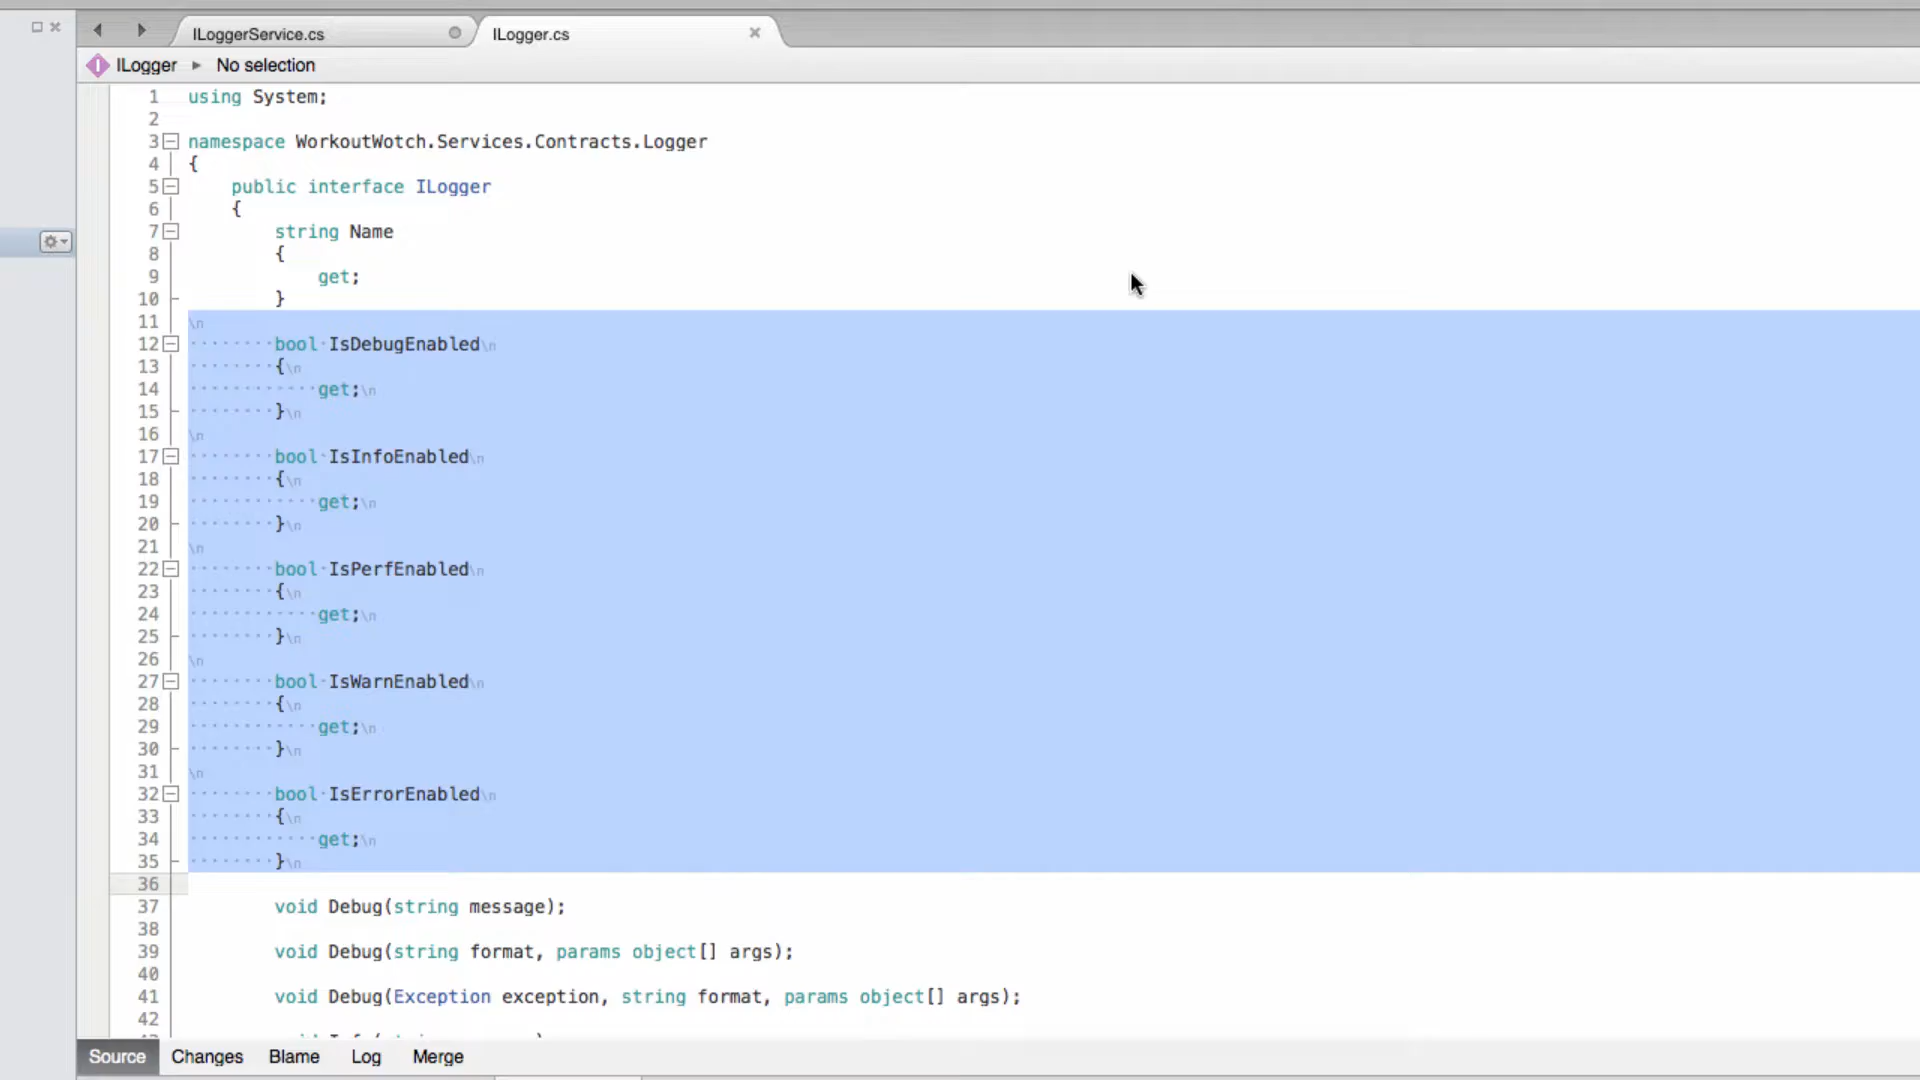 ILoggerService.cs
ILogger.cs
ILogger
No selection
1 using System;
2
3 namespace WorkoutWotch.Services.Contracts.Logger
4 {
5 public interface ILogger
6 {
7 string Name
8 {
9 get;
10 }
11 \n
12 bool IsDebugEnabled\n
13 {\n
14 get;\n
15 }\n
16 \n
17 bool IsInfoEnabled\n
18 {\n
19 get;\n
20 }\n
21 \n
22 bool IsPerfEnabled\n
23 {\n
24 get;\n
25 }\n
26 \n
27 bool IsWarnEnabled\n
28 {\n
29 get;\n
30 }\n
31 \n
32 bool IsErrorEnabled\n
33 {\n
34 get;\n
35 }\n
36
37 void Debug(string message);
38
39 void Debug(string format, params object[] args);
40
41 void Debug(Exception exception, string format, params object[] args);
42
Source Changes Blame Log Merge